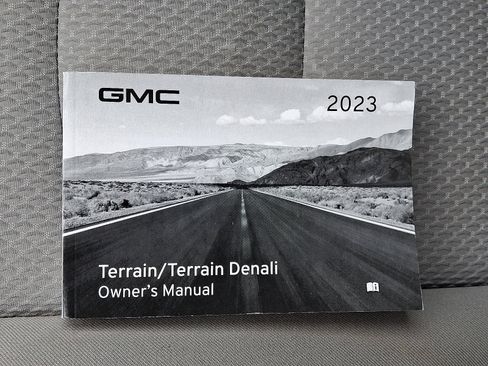 GMC
2023
Terrain/Terrain Denali
Owner's Manual